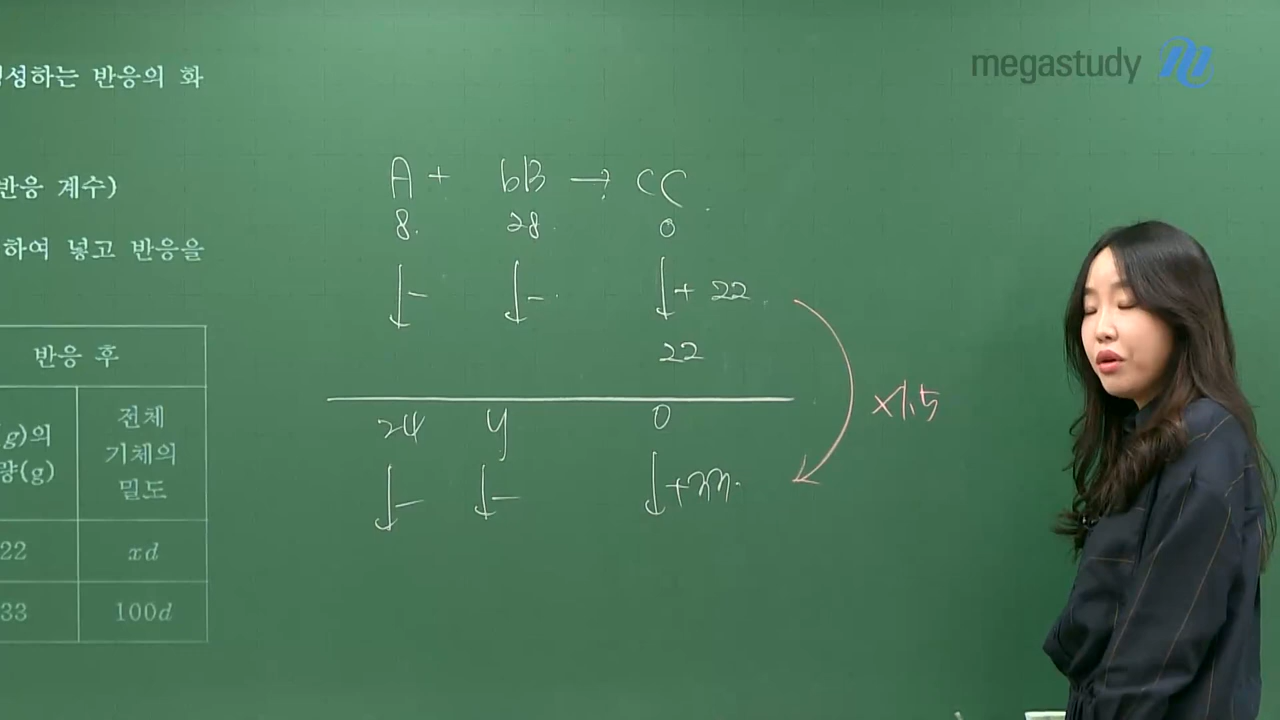 megastudy
성하는 반응의 화
반응 계수)
하여 넣고 반응을
반응 후
(g)의
량(g)
전체
기체의
밀도
22
xd
33
100d
A + bB → cC
8. 28. 0
↓- ↓- ↓+ 22
22
×1.5
24 y 0
↓- ↓- ↓+33